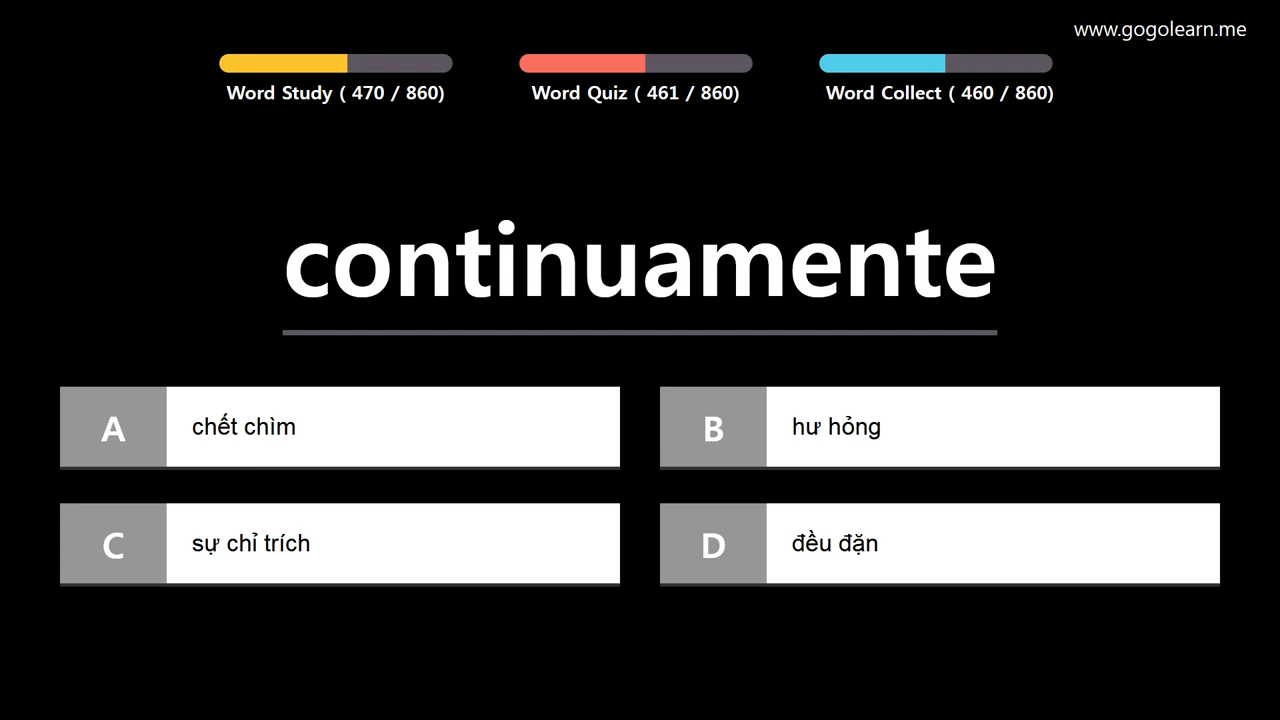 www.gogolearn.me
Word Study ( 470 / 860)
Word Quiz ( 461 / 860)
Word Collect ( 460 / 860)
continuamente
A chết chìm
B hư hỏng
C sự chỉ trích
D đều đặn